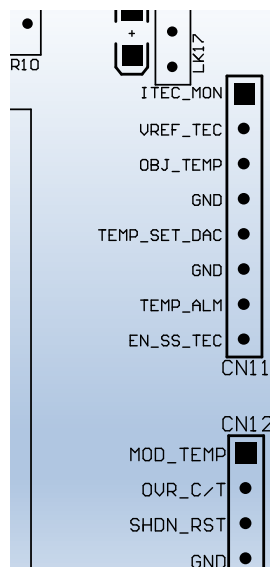 R10
+
LK17
ITEC_MON
VREF_TEC
OBJ_TEMP
GND
TEMP_SET_DAC
GND
TEMP_ALM
EN_SS_TEC
CN11
CN12
MOD_TEMP
OVR_C/T
SHDN_RST
GND